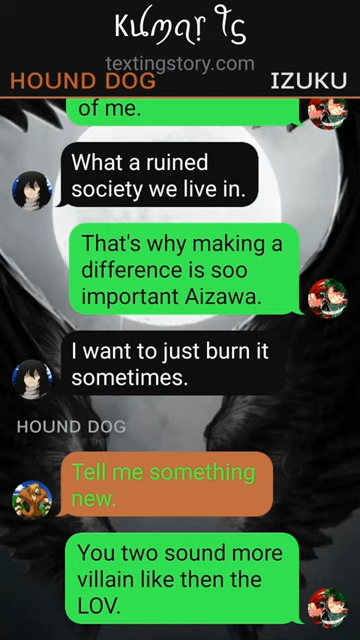 Kumar Ts
textingstory.com
HOUND DOG IZUKU
of me.
What a ruined
society we live in.
That's why making a
difference is soo
important Aizawa.
I want to just burn it
sometimes.
HOUND DOG
Tell me something
new.
You two sound more
villain like then the
LOV.